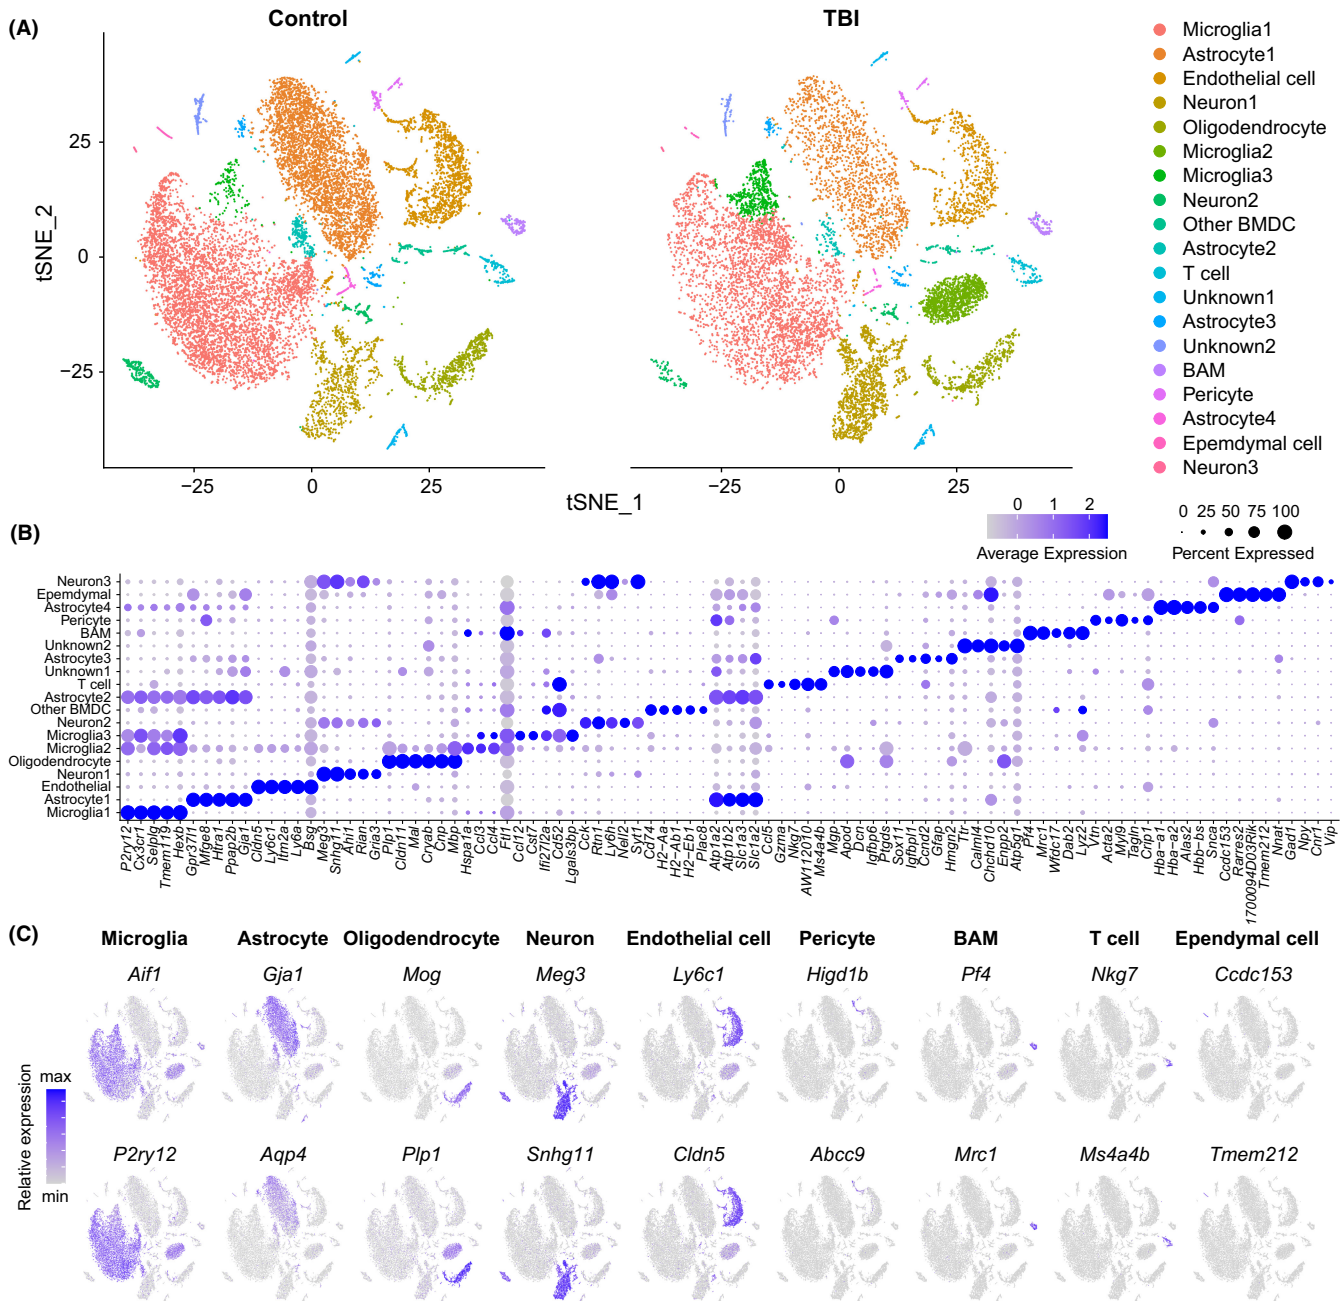 (A)
Control
TBI
25
0
−25
tSNE_2
−25
0
25
−25
0
25
tSNE_1
Microglia1
Astrocyte1
Endothelial cell
Neuron1
Oligodendrocyte
Microglia2
Microglia3
Neuron2
Other BMDC
Astrocyte2
T cell
Unknown1
Astrocyte3
Unknown2
BAM
Pericyte
Astrocyte4
Epemdymal cell
Neuron3
(B)
0 1 2
Average Expression
0 25 50 75 100
Percent Expressed
Neuron3
Epemdymal
Astrocyte4
Pericyte
BAM
Unknown2
Astrocyte3
Unknown1
T cell
Astrocyte2
Other BMDC
Neuron2
Microglia3
Microglia2
Oligodendrocyte
Neuron1
Endothelial
Astrocyte1
Microglia1
P2ry12
Cx3cr1
Selplg
Tmem119
Hexb
Gpr37l1
Mfge8
Htra1
Ppap2b
Gja1
Cldn5
Ly6c1
Itm2a
Ly6a
Bsg
Meg3
Snhg11
Ahi1
Rian
Gria3
Plp1
Cldn11
Mal
Cryab
Cnp
Mbp
Hspa1a
Ccl3
Ccl4
Ftl1
Ccl12
Cst7
Ifi27l2a
Cd52
Lgals3bp
Cck
Rtn1
Ly6h
Nell2
Syt1
Cd74
H2−Aa
H2−Ab1
H2−Eb1
Plac8
Atp1a2
Atp1b2
Slc1a3
Slc1a2
Ccl5
Gzma
Nkg7
AW112010
Ms4a4b
Mgp
Apod
Dcn
Igfbp6
Ptgds
Sox11
Igfbpl1
Ccnd2
Gfap
Hmgn2
Ttr
Calml4
Chchd10
Enpp2
Atp5g1
Pf4
Mrc1
Wfdc17
Dab2
Lyz2
Vtn
Acta2
Myl9
Tagln
Crip1
Hba−a1
Hba−a2
Alas2
Hbb−bs
Snca
Ccdc153
Rarres2
1700094D03Rik
Tmem212
Nnat
Gad1
Npy
Cnr1
Vip
(C)
Microglia Astrocyte Oligodendrocyte Neuron Endothelial cell Pericyte BAM T cell Ependymal cell
Aif1 Gja1 Mog Meg3 Ly6c1 Higd1b Pf4 Nkg7 Ccdc153
max
Relative expression
min
P2ry12 Aqp4 Plp1 Snhg11 Cldn5 Abcc9 Mrc1 Ms4a4b Tmem212